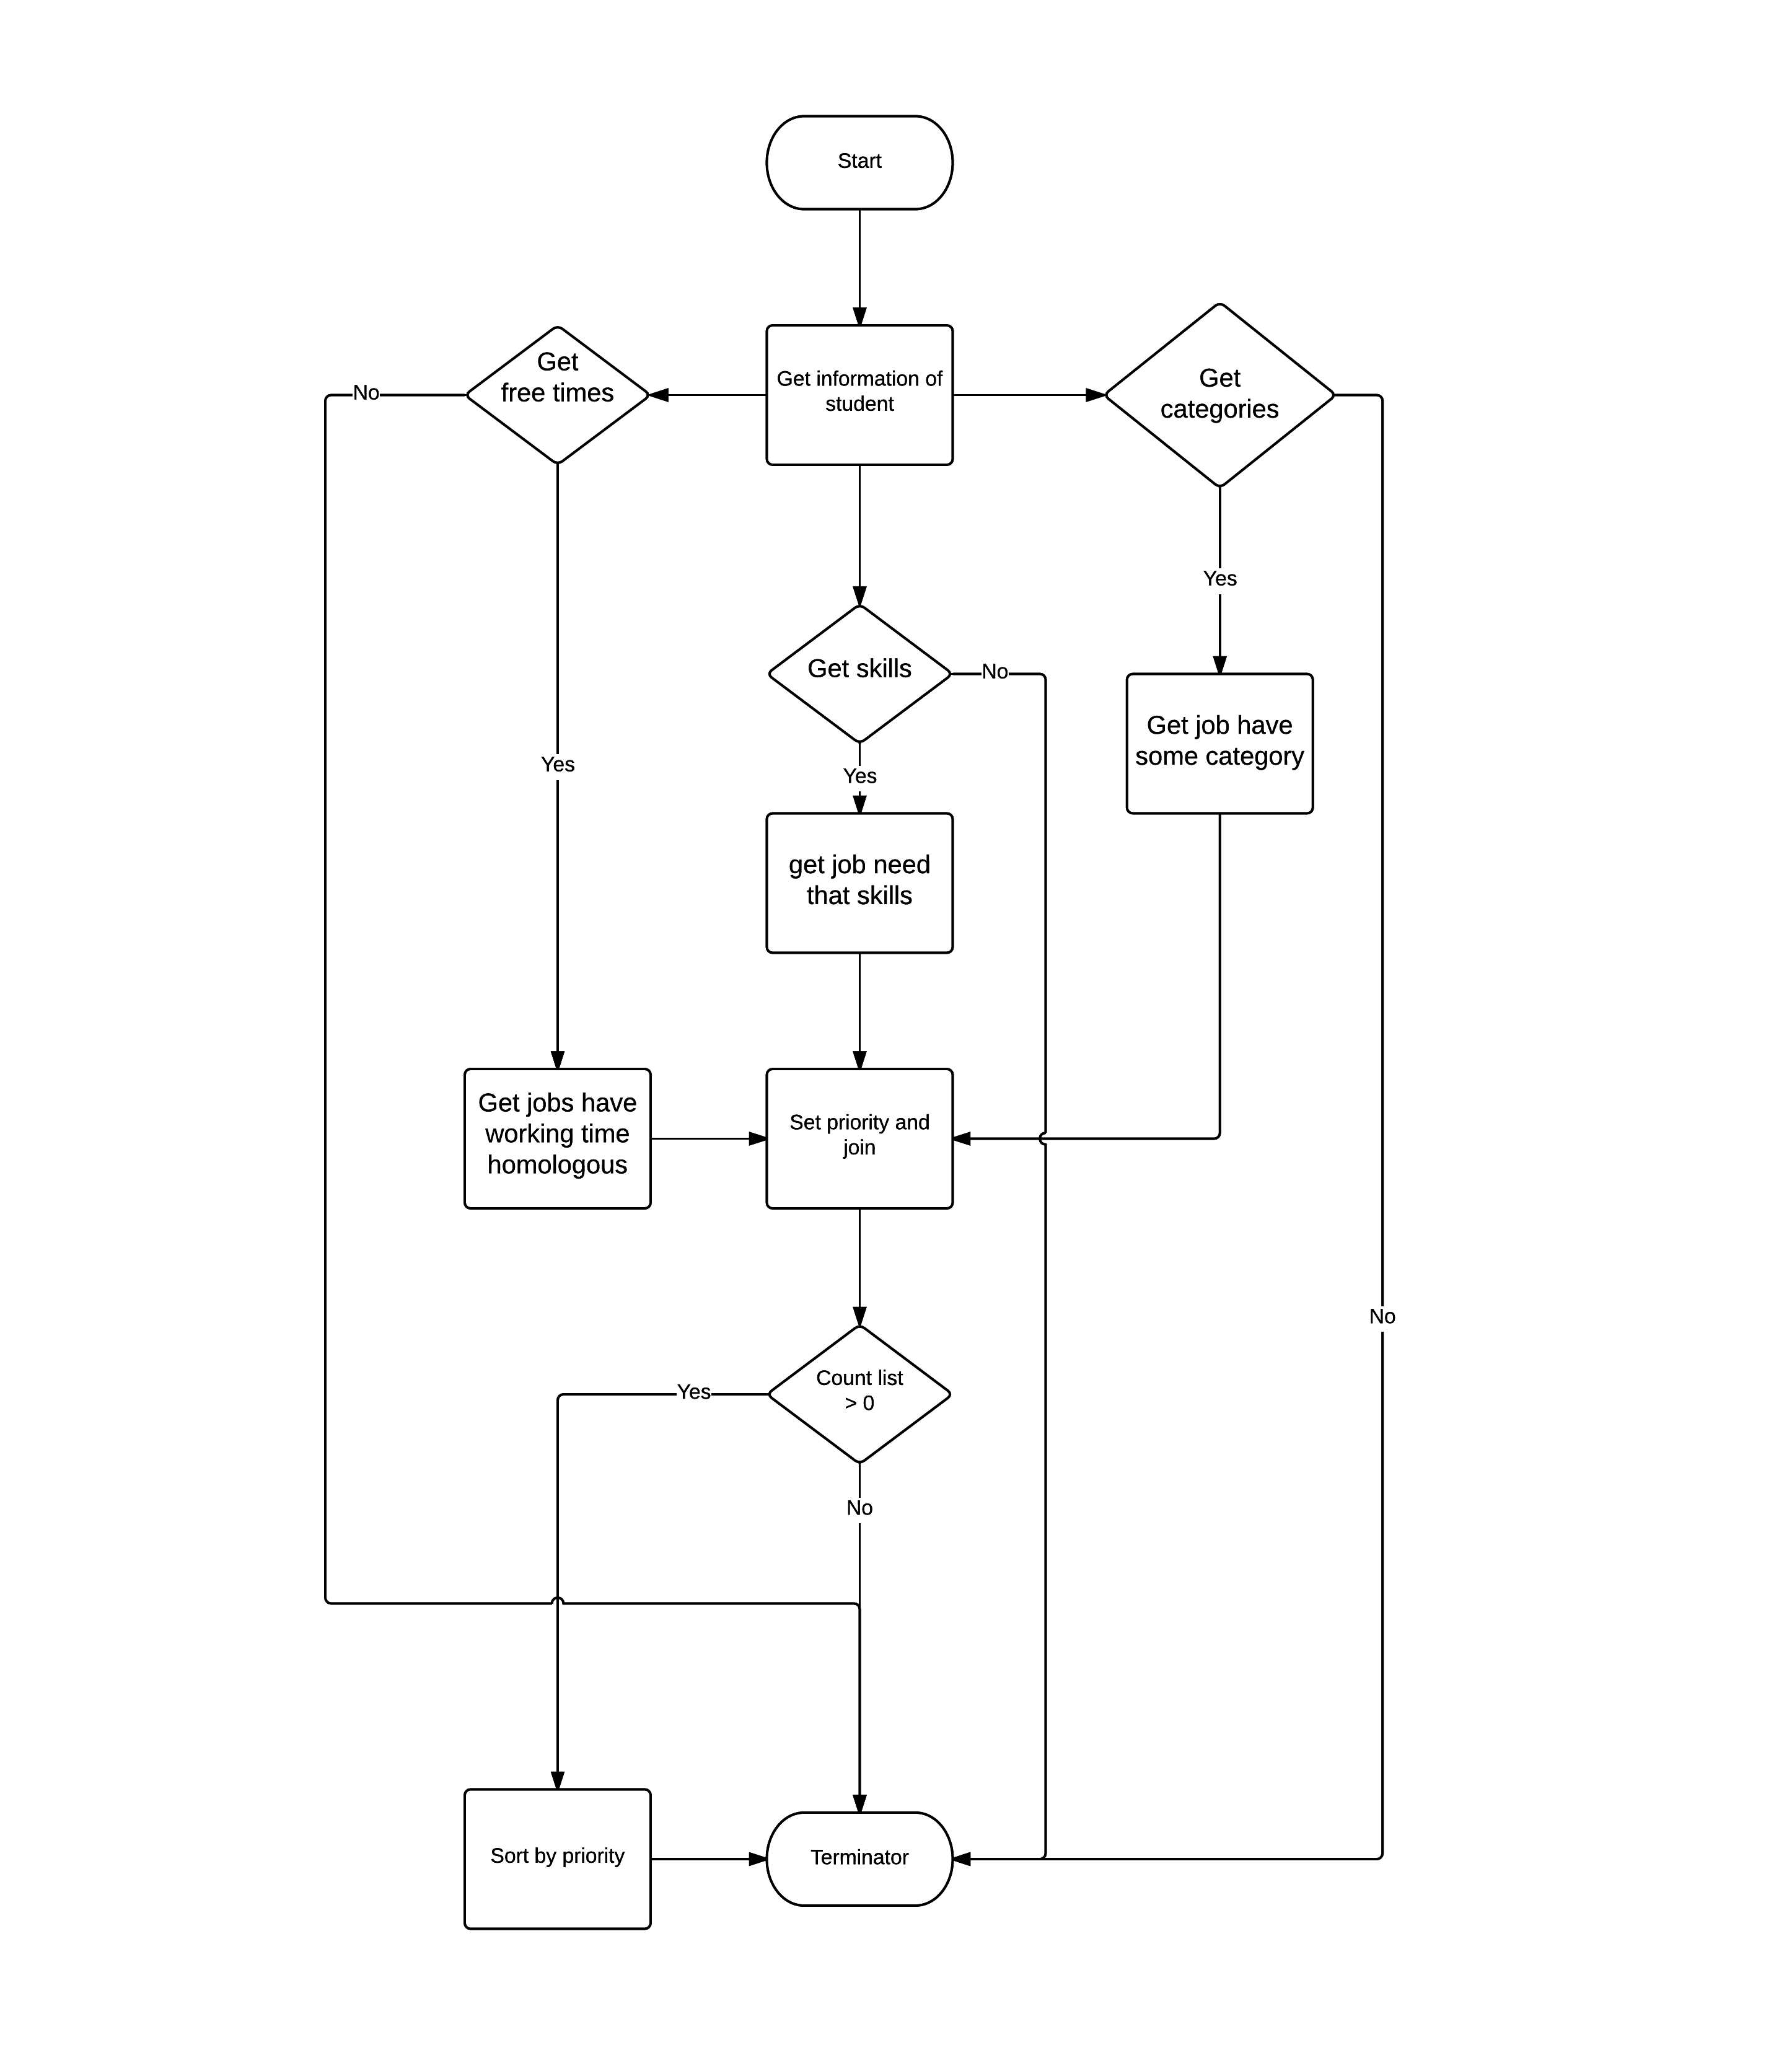 Start
Get
free times
No
Get information of
student
Get
categories
Yes
Get skills
No
Get job have
some category
Yes
Yes
get job need
that skills
Get jobs have
working time
homologous
Set priority and
join
No
Count list
> 0
Yes
No
Sort by priority
Terminator